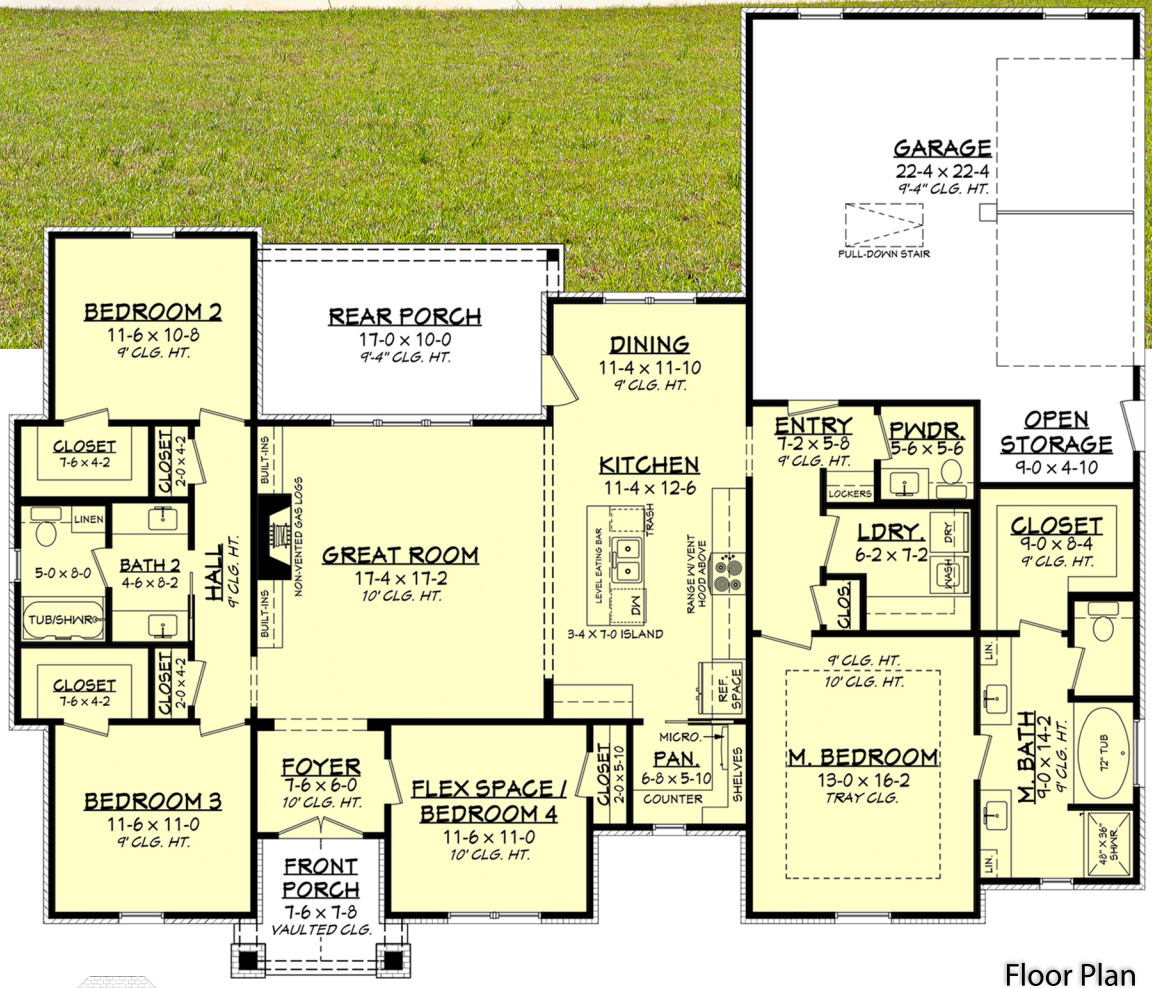 GARAGE
22-4 x 22-4
9'-4" CLG. HT.
PULL-DOWN STAIR
BEDROOM 2
11-6 x 10-8
9' CLG. HT.
REAR PORCH
17-0 x 10-0
9'-4" CLG. HT.
DINING
11-4 x 11-10
9' CLG. HT.
OPEN
STORAGE
9-0 x 4-10
ENTRY
7-2 x 5-8
9' CLG. HT.
PWDR.
5-6 x 5-6
LOCKERS
CLOSET
7-6 x 4-2
CLOSET
2-0 x 4-2
BUILT-INS
KITCHEN
11-4 x 12-6
TRASH
LEVEL EATING BAR
DW
3-4 x 7-0 ISLAND
RANGE W/ VENT
HOOD ABOVE
REF.
SPACE
LDRY.
6-2 x 7-2
DRY
WASH
CLOS.
CLOSET
9-0 x 8-4
9' CLG. HT.
LINEN
5-0 x 8-0
TUB/SHWR
BATH 2
4-6 x 8-2
HALL
9' CLG. HT.
NON-VENTED GAS LOGS
BUILT-INS
GREAT ROOM
17-4 x 17-2
10' CLG. HT.
CLOSET
7-6 x 4-2
CLOSET
2-0 x 4-2
9' CLG. HT.
10' CLG. HT.
M. BEDROOM
13-0 x 16-2
TRAY CLG.
LIN.
M. BATH
9-0 x 14-2
9' CLG. HT.
72" TUB
LIN.
48" X 36"
SHWR.
MICRO.
PAN.
6-8 x 5-10
COUNTER
SHELVES
CLOSET
2-0 x 5-10
FOYER
7-6 x 6-0
10' CLG. HT.
FLEX SPACE /
BEDROOM 4
11-6 x 11-0
10' CLG. HT.
BEDROOM 3
11-6 x 11-0
9' CLG. HT.
FRONT
PORCH
7-6 x 7-8
VAULTED CLG.
Floor Plan